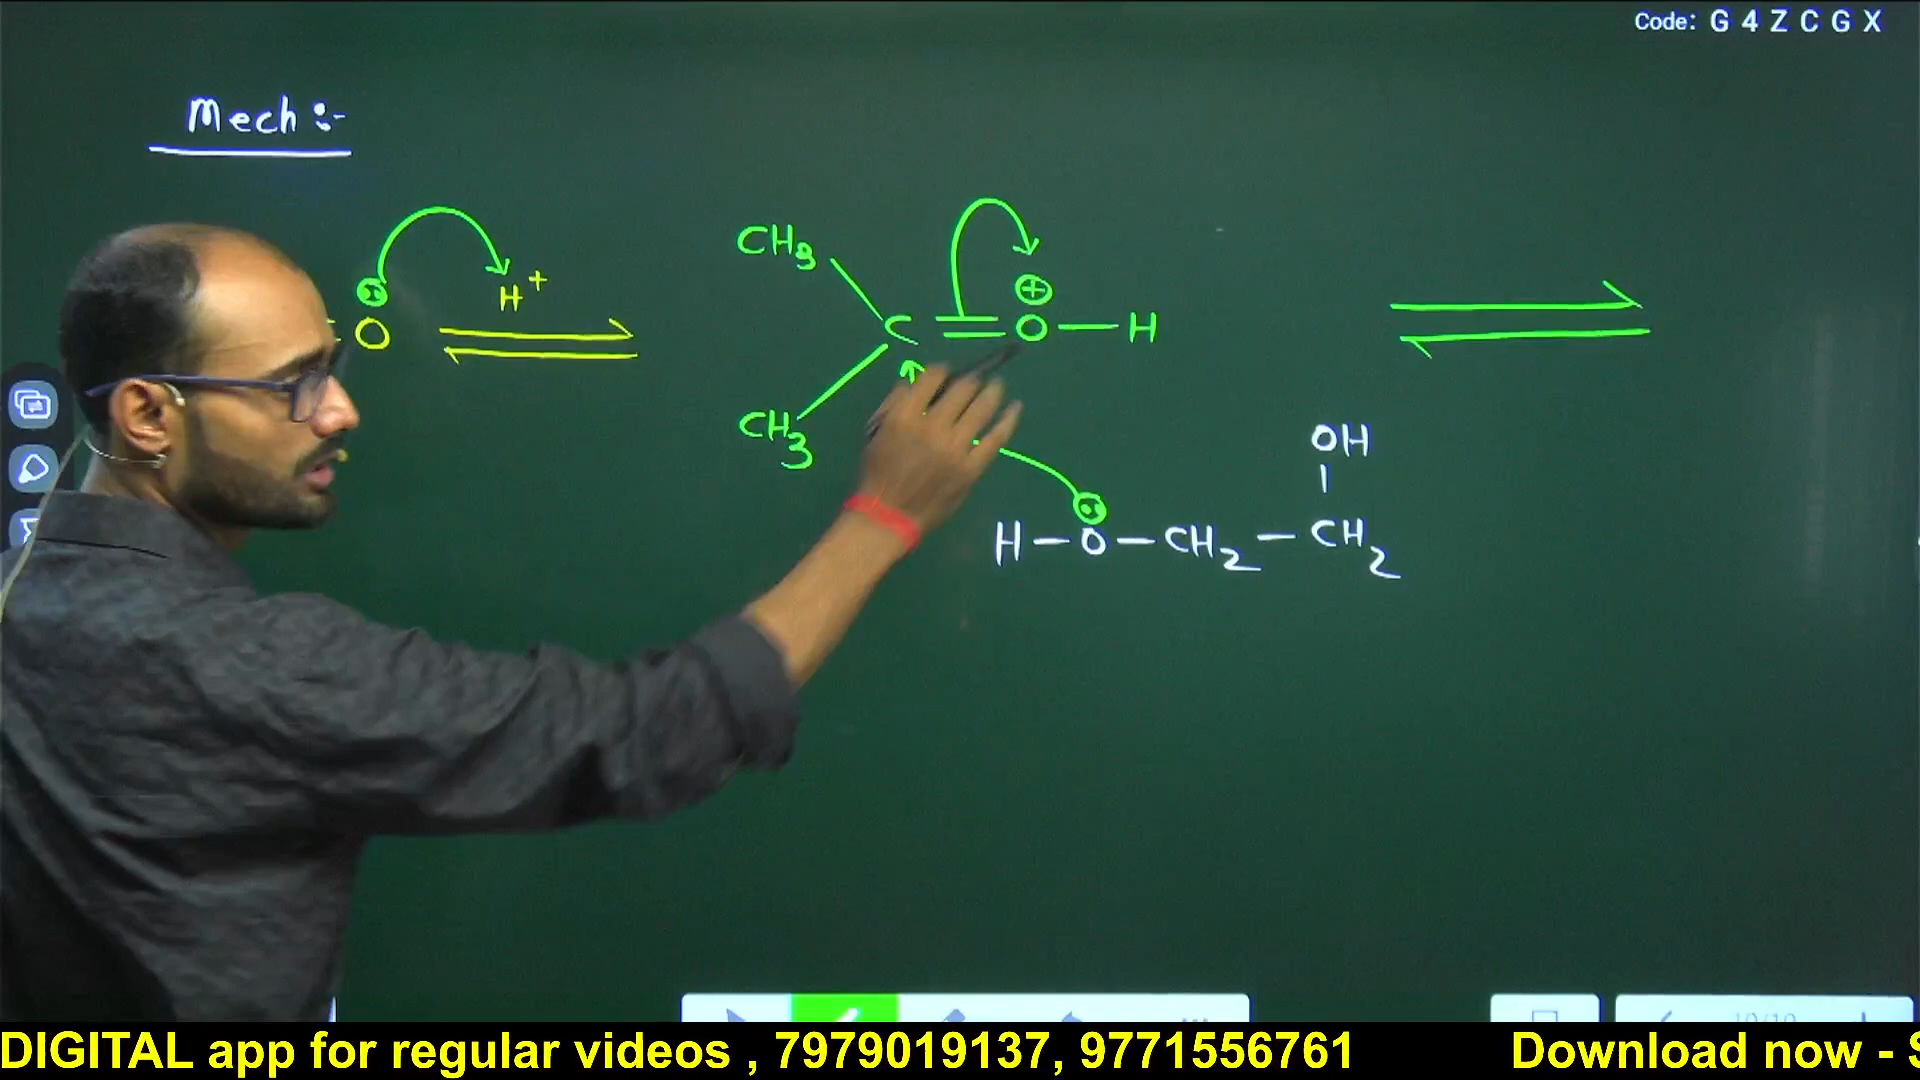 Code: G 4 Z C G X
Mech :-
CH3
⊕
H+
O
C = O — H
CH3
OH
H — O — CH2 — CH2
DIGITAL app for regular videos , 7979019137, 9771556761 Download now -